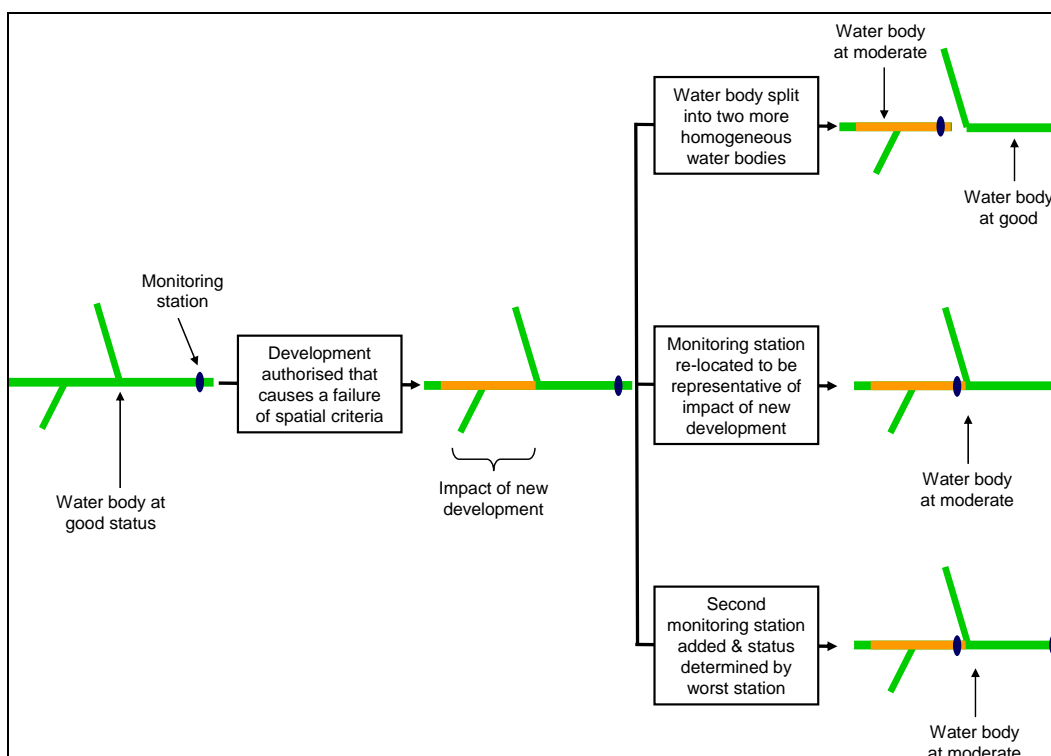 Monitoring
station
Water body at
good status
Development
authorised that
causes a failure
of spatial criteria
Impact of new
development
Water body
at moderate
Water body split
into two more
homogeneous
water bodies
Water body
at good
Monitoring station
re-located to be
representative of
impact of new
development
Water body
at moderate
Second
monitoring station
added & status
determined by
worst station
Water body
at moderate